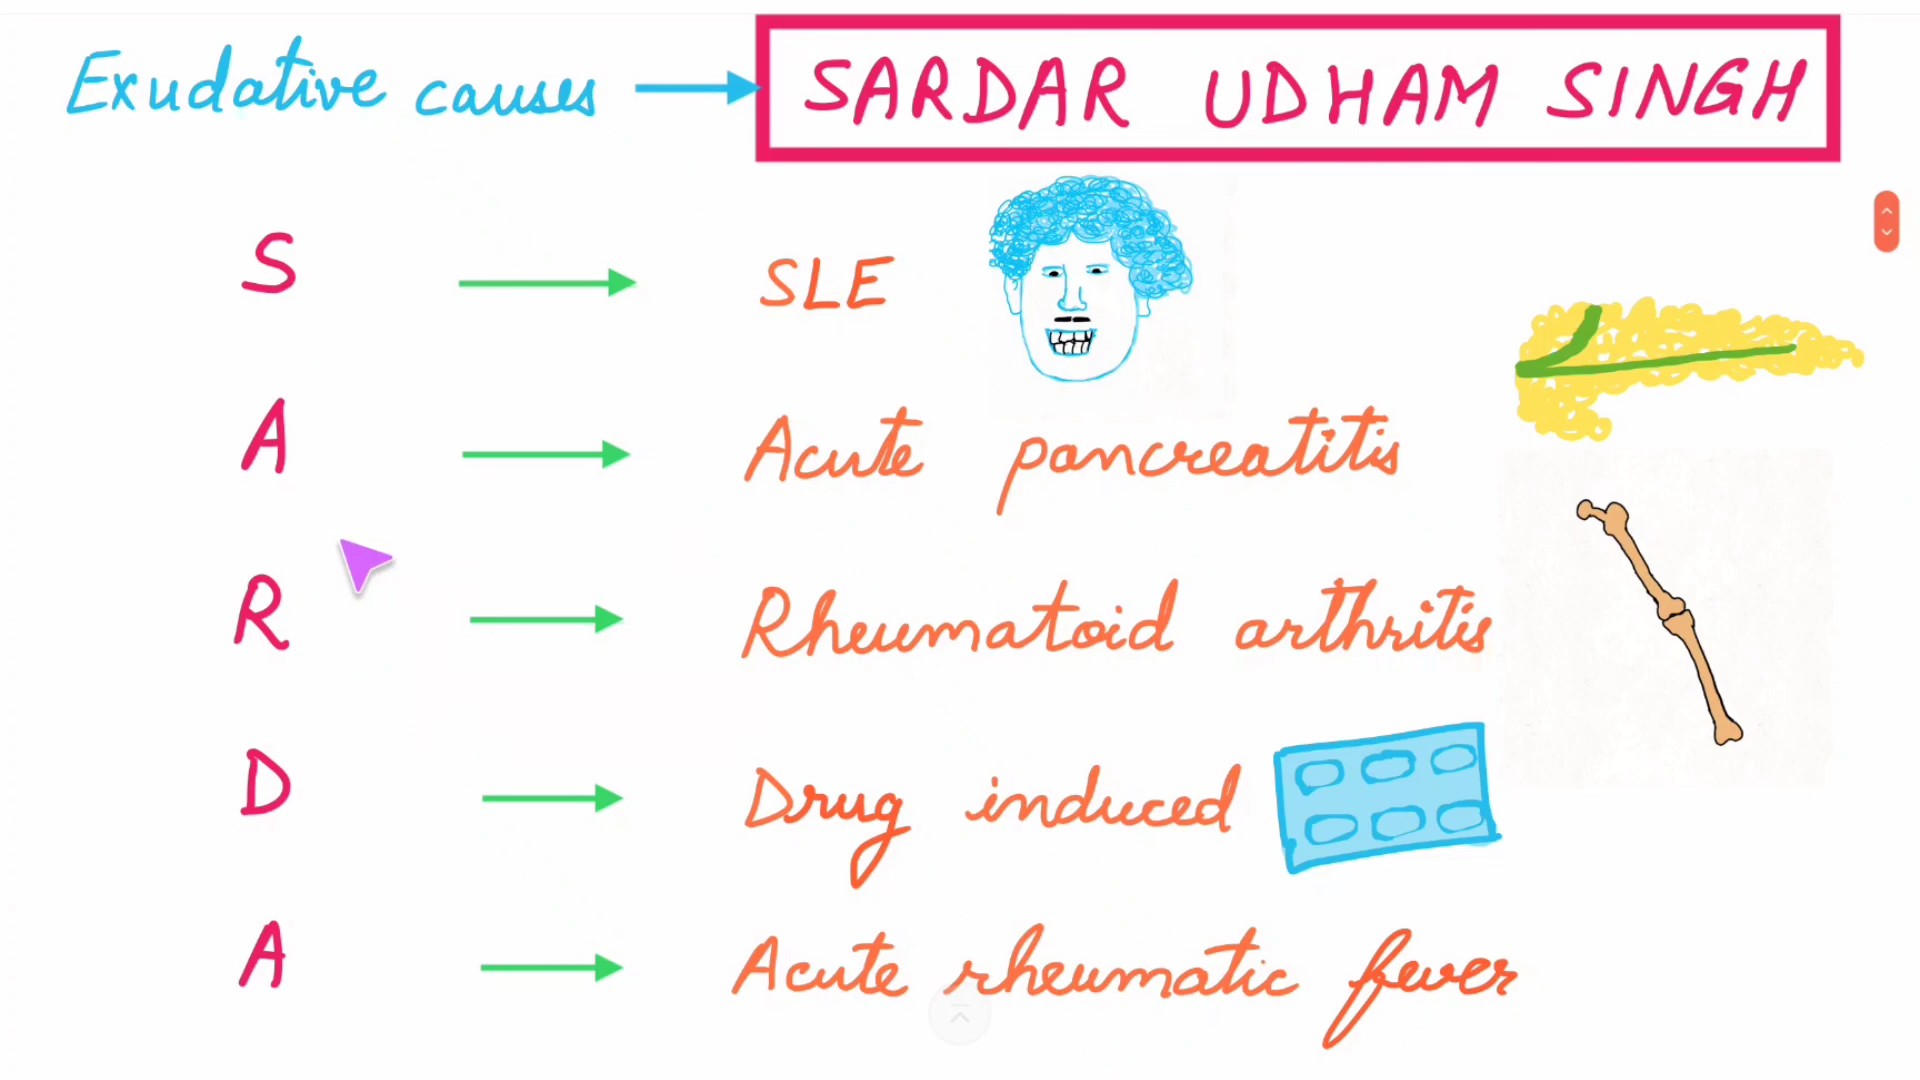 Exudative causes SARDAR UDHAM SINGH
S SLE
A Acute pancreatitis
R Rheumatoid arthritis
D Drug induced
A Acute rheumatic fever